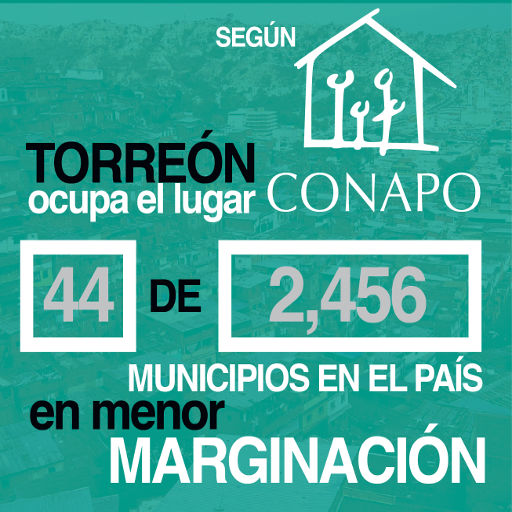 SEGÚN
CONAPO
TORREÓN
ocupa el lugar
44 DE 2,456
MUNICIPIOS EN EL PAÍS
en menor
MARGINACIÓN